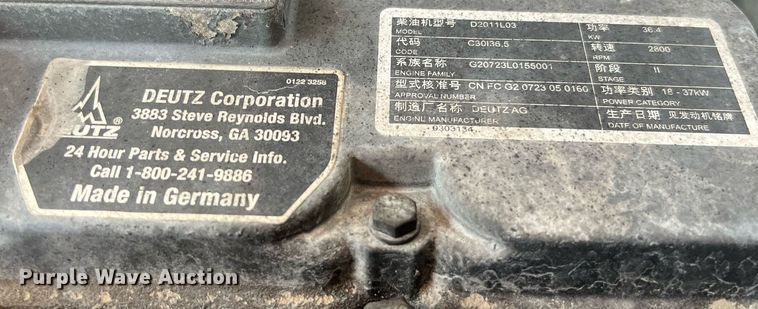 0122 3256
DEUTZ
®
DEUTZ Corporation
3883 Steve Reynolds Blvd.
Norcross, GA 30093
24 Hour Parts & Service Info.
Call 1-800-241-9886
Made in Germany
柴油机型号 D2011L03 功率 36.4
MODEL KW
代码 C30I36,5 转速 2800
CODE RPM
系族名称 G20723L0155001 阶段 II
ENGINE FAMILY STAGE
型式核准号 CN FC G2 0723 05 0160 功率类别 18 - 37kW
APPROVAL NUMBER POWER CATEGORY
制造厂名称 DEUTZ AG 生产日期 见发动机铭牌
ENGINE MANUFACTURER DATE OF MANUFACTURE
0303134
Purple Wave Auction